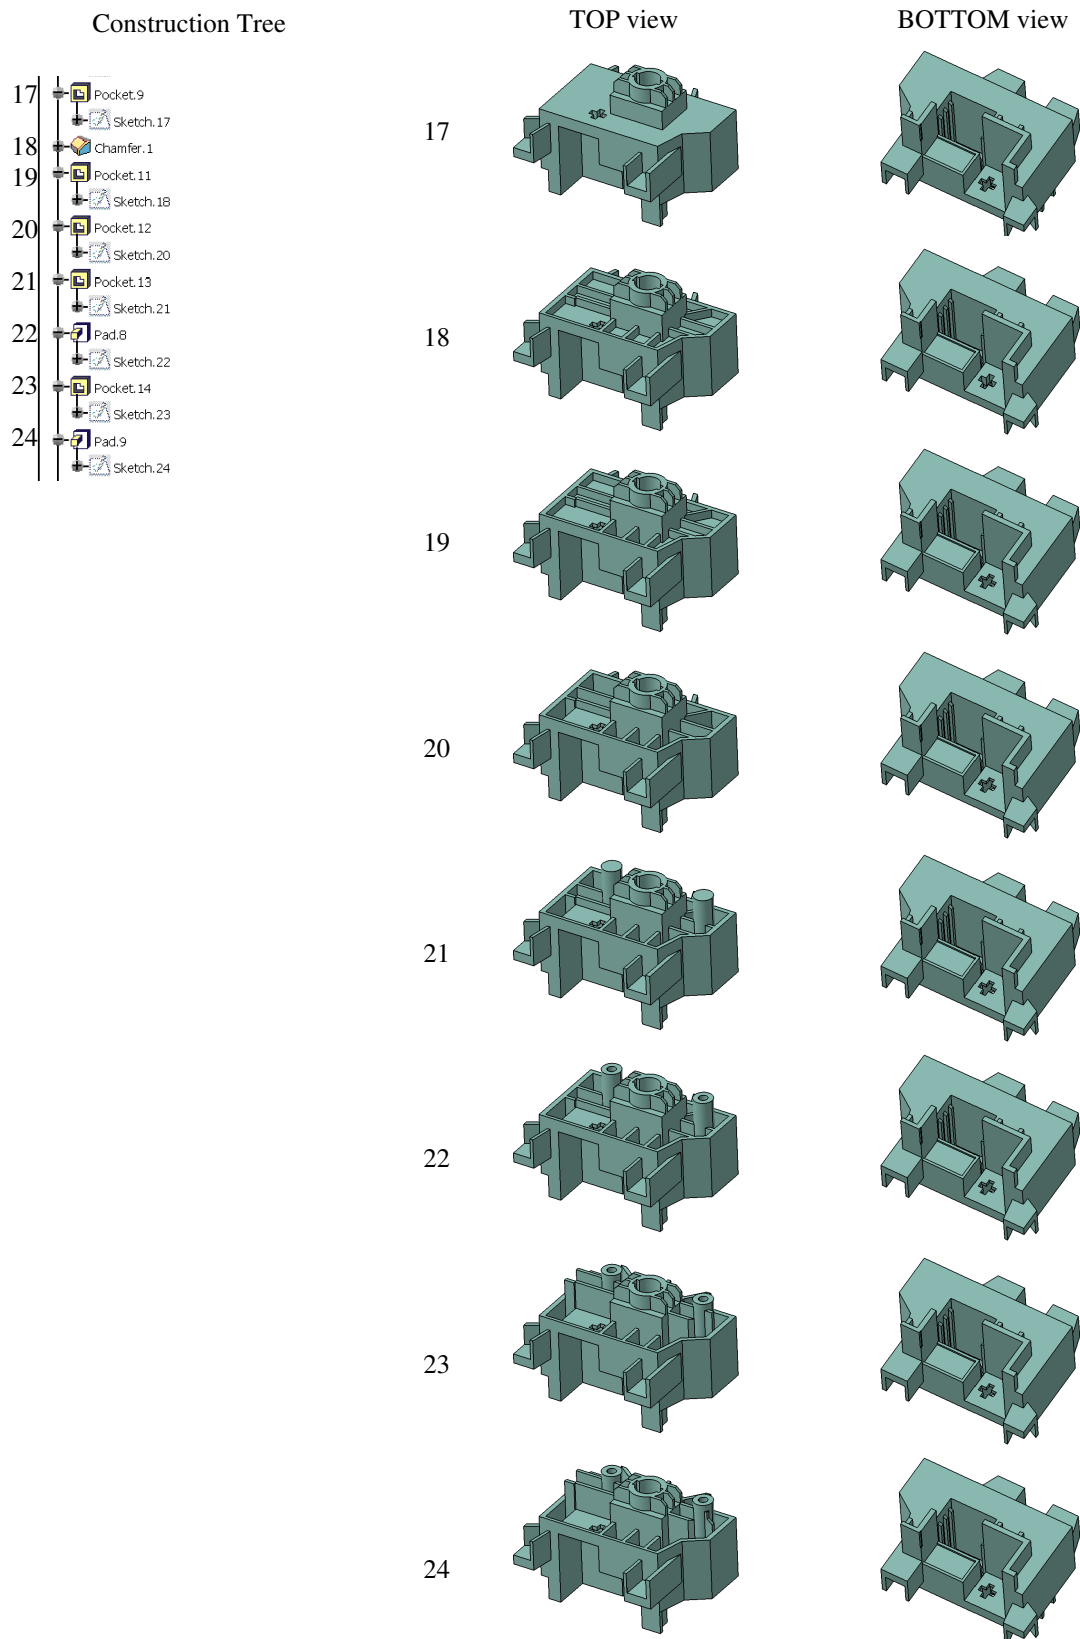 Construction Tree
TOP view
BOTTOM view
17 Pocket.9
Sketch.17
18 Chamfer.1
19 Pocket.11
Sketch.18
20 Pocket.12
Sketch.20
21 Pocket.13
Sketch.21
22 Pad.8
Sketch.22
23 Pocket.14
Sketch.23
24 Pad.9
Sketch.24
17
18
19
20
21
22
23
24